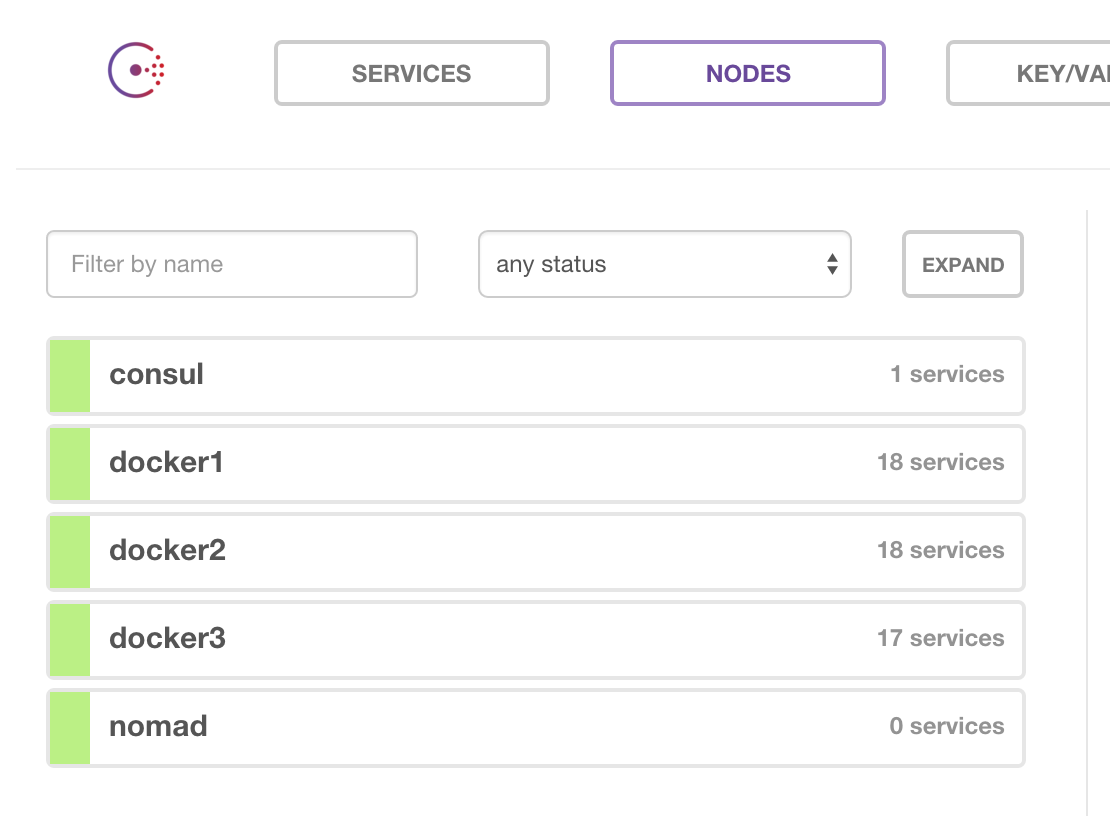 SERVICES NODES KEY/VAL
Filter by name any status EXPAND
consul 1 services
docker1 18 services
docker2 18 services
docker3 17 services
nomad 0 services